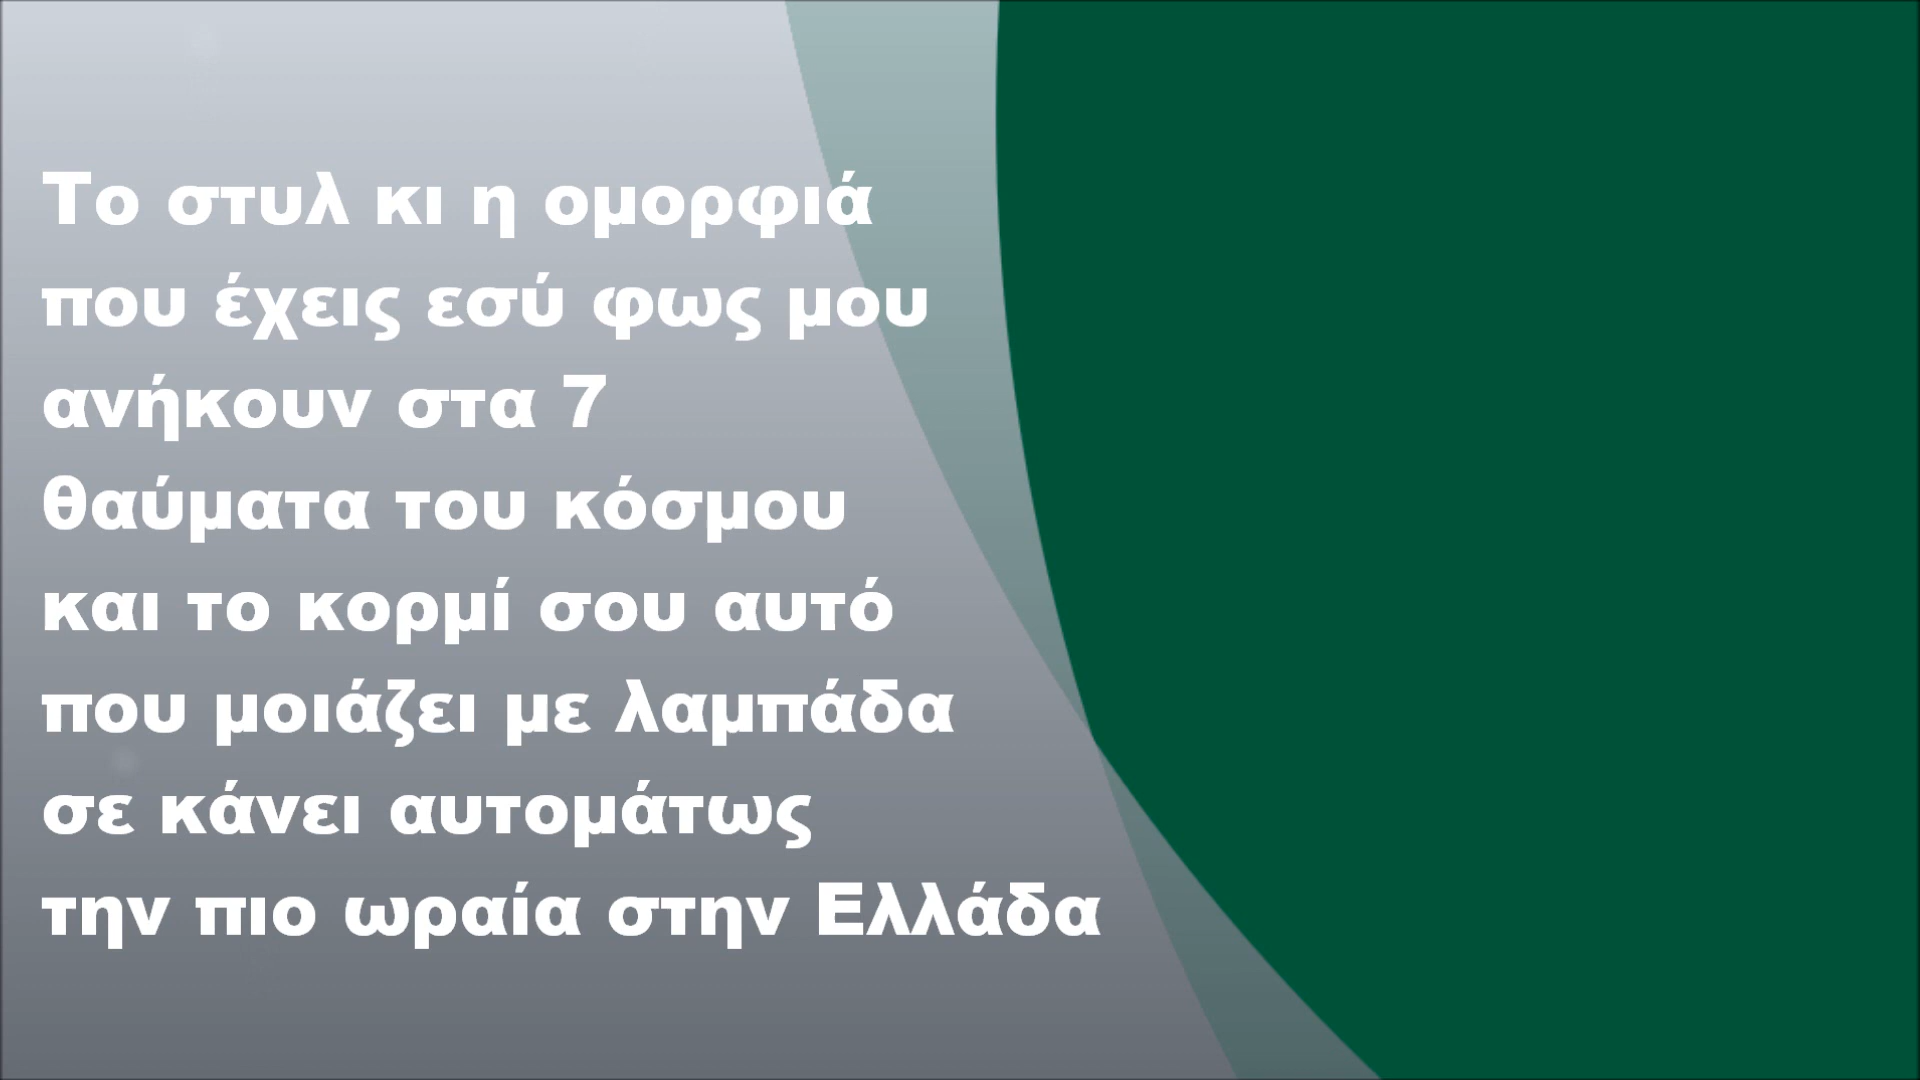 Το στυλ κι η ομορφιά
που έχεις εσύ φως μου
ανήκουν στα 7
θαύματα του κόσμου
και το κορμί σου αυτό
που μοιάζει με λαμπάδα
σε κάνει αυτομάτως
την πιο ωραία στην Ελλάδα